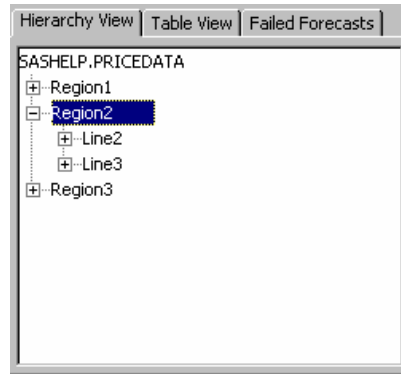 Hierarchy View Table View Failed Forecasts
SASHELP.PRICEDATA
Region1
Region2
Line2
Line3
Region3